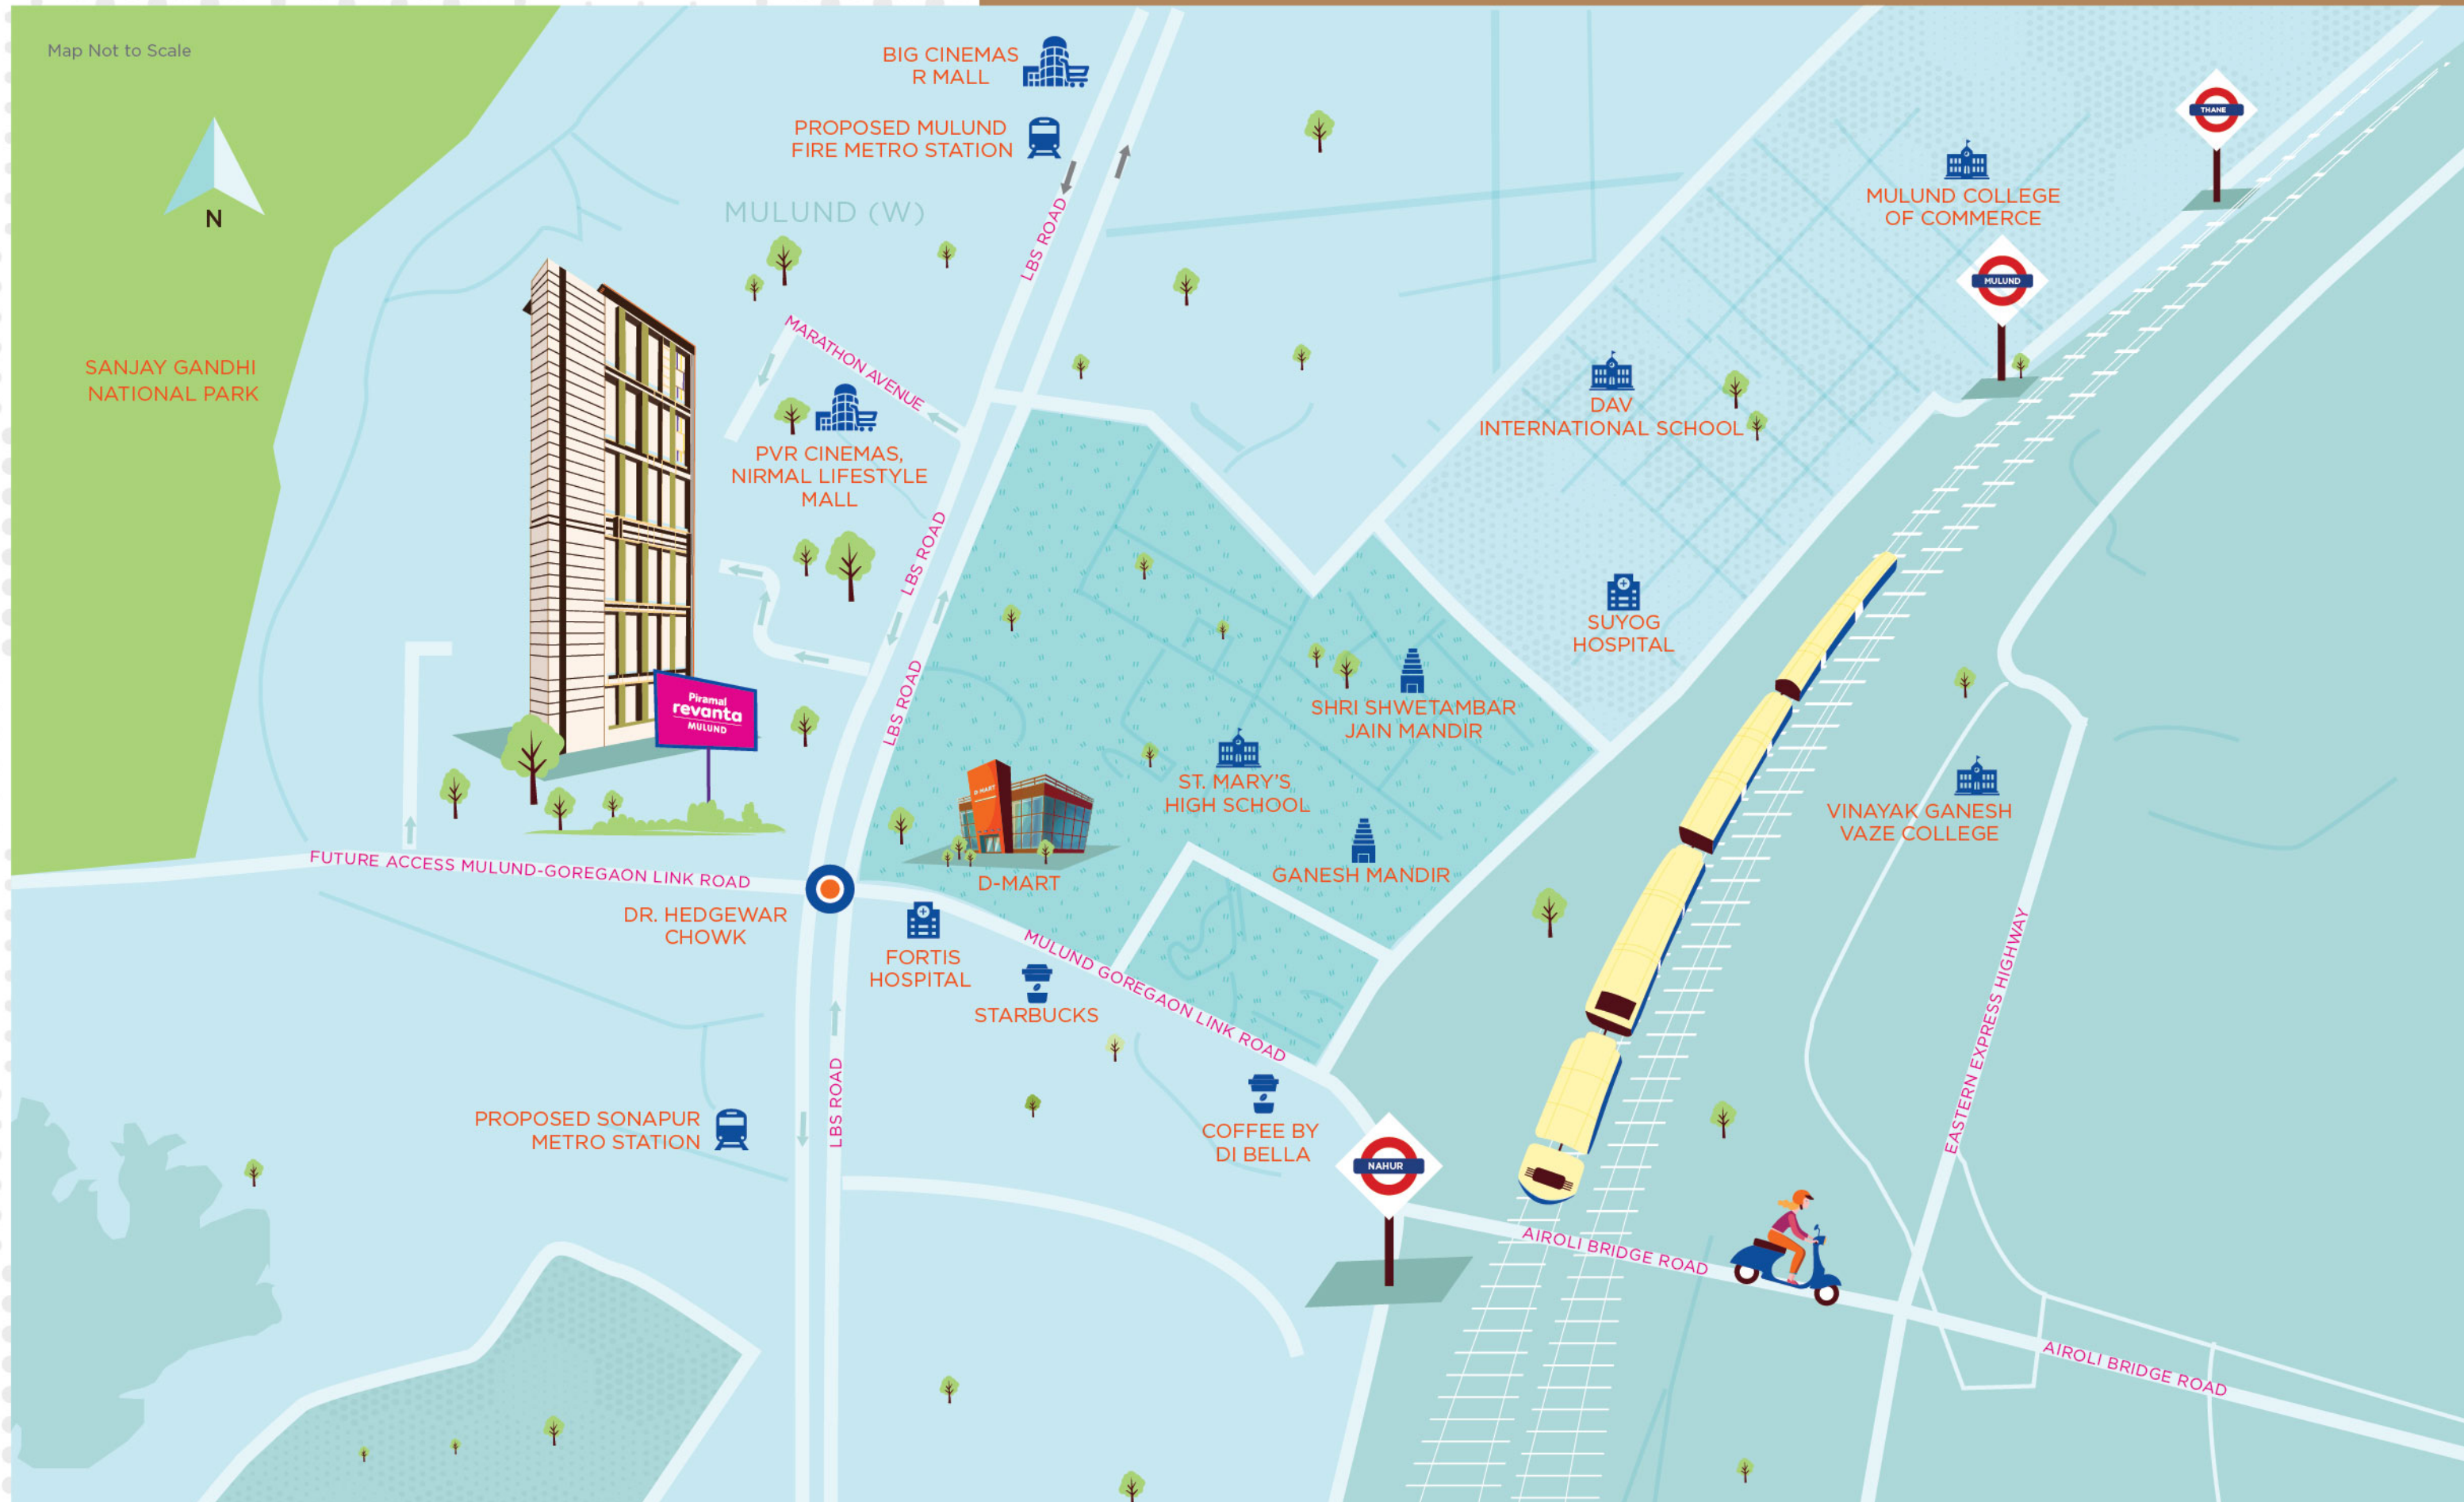 Map Not to Scale
BIG CINEMAS
R MALL
PROPOSED MULUND
FIRE METRO STATION
THANE
MULUND COLLEGE
OF COMMERCE
N
MULUND (W)
LBS ROAD
MULUND
MARATHON AVENUE
SANJAY GANDHI
NATIONAL PARK
DAV
INTERNATIONAL SCHOOL
PVR CINEMAS,
NIRMAL LIFESTYLE
MALL
LBS ROAD
SUYOG
HOSPITAL
LBS ROAD
Piramal
revanta
MULUND
SHRI SHWETAMBAR
JAIN MANDIR
ST. MARY'S
HIGH SCHOOL
D-MART
VINAYAK GANESH
VAZE COLLEGE
FUTURE ACCESS MULUND-GOREGAON LINK ROAD
D-MART
GANESH MANDIR
DR. HEDGEWAR
CHOWK
FORTIS
HOSPITAL
MULUND GOREGAON LINK ROAD
STARBUCKS
EASTERN EXPRESS HIGHWAY
LBS ROAD
PROPOSED SONAPUR
METRO STATION
COFFEE BY
DI BELLA
NAHUR
AIROLI BRIDGE ROAD
AIROLI BRIDGE ROAD